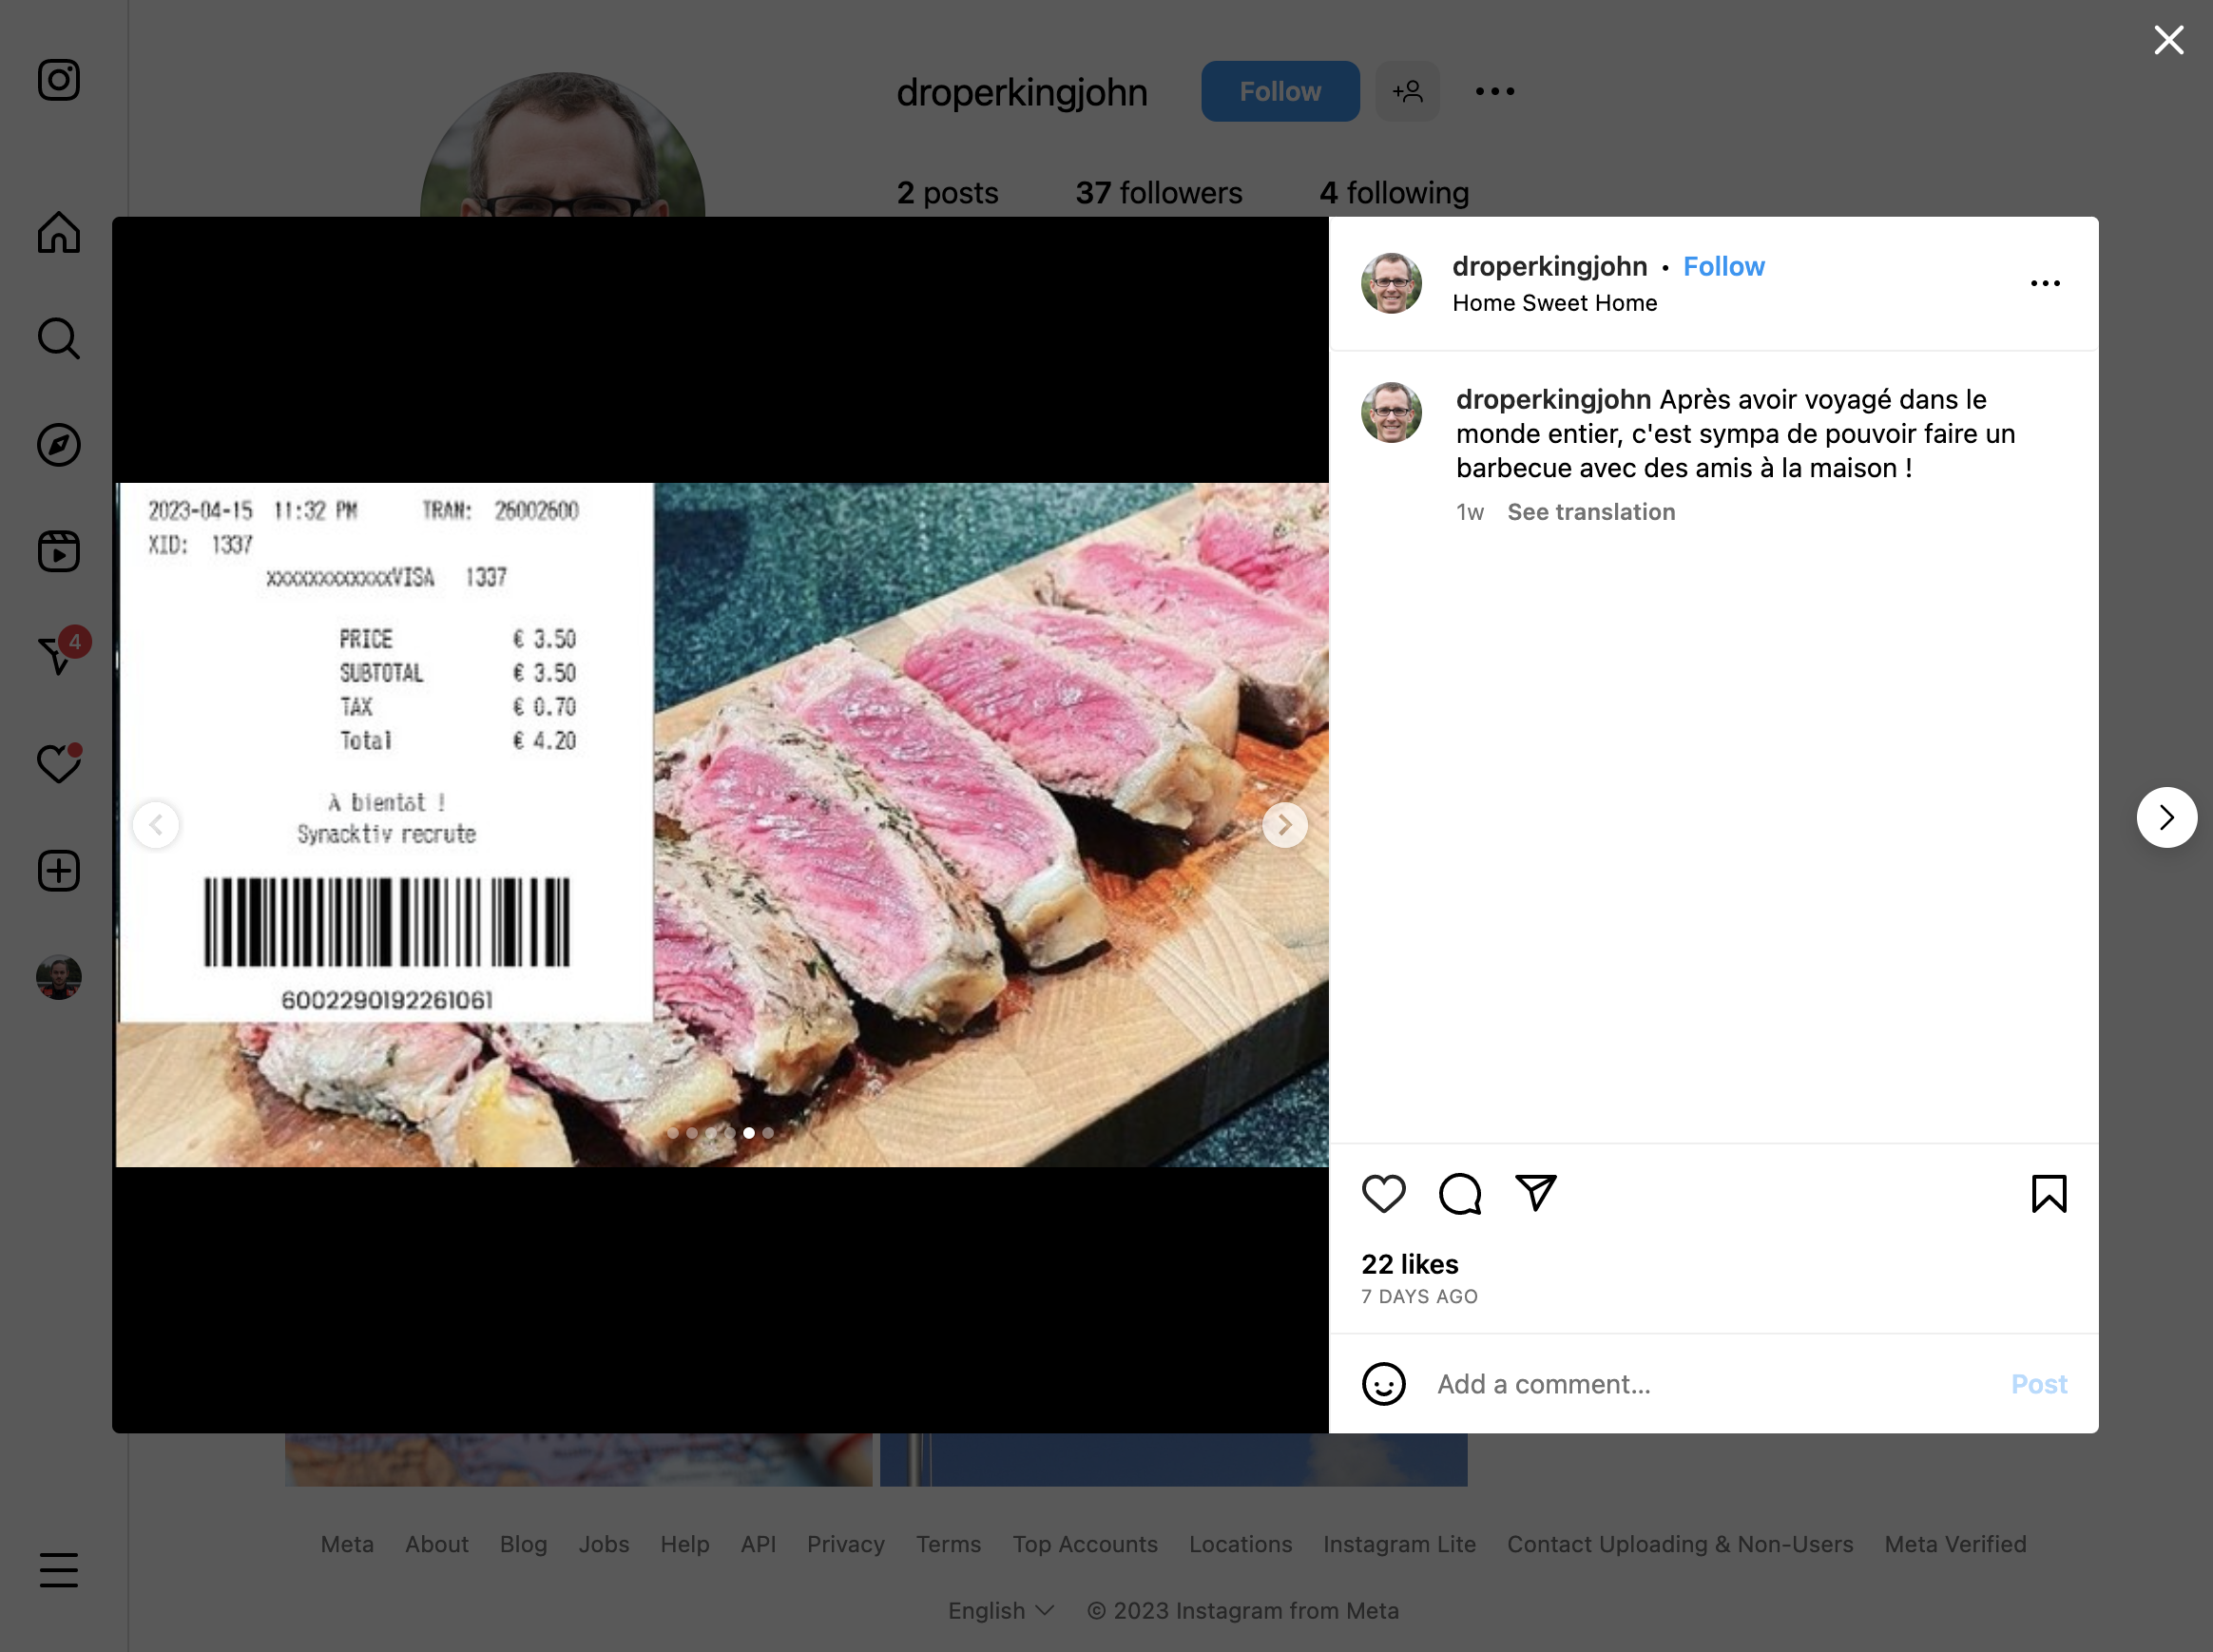 droperkingjohn Follow
2 posts 37 followers 4 following
4
2023-04-15 11:32 PM TRAN: 26002600
XID: 1337
xxxxxxxxxxxxVISA 1337
PRICE € 3.50
SUBTOTAL € 3.50
TAX € 0.70
Total € 4.20
À bientôt !
Synacktiv recrute
6002290192261061
droperkingjohn • Follow
Home Sweet Home
droperkingjohn Après avoir voyagé dans le
monde entier, c'est sympa de pouvoir faire un
barbecue avec des amis à la maison !
1w See translation
22 likes
7 DAYS AGO
Add a comment... Post
Meta About Blog Jobs Help API Privacy Terms Top Accounts Locations Instagram Lite Contact Uploading & Non-Users Meta Verified
English © 2023 Instagram from Meta